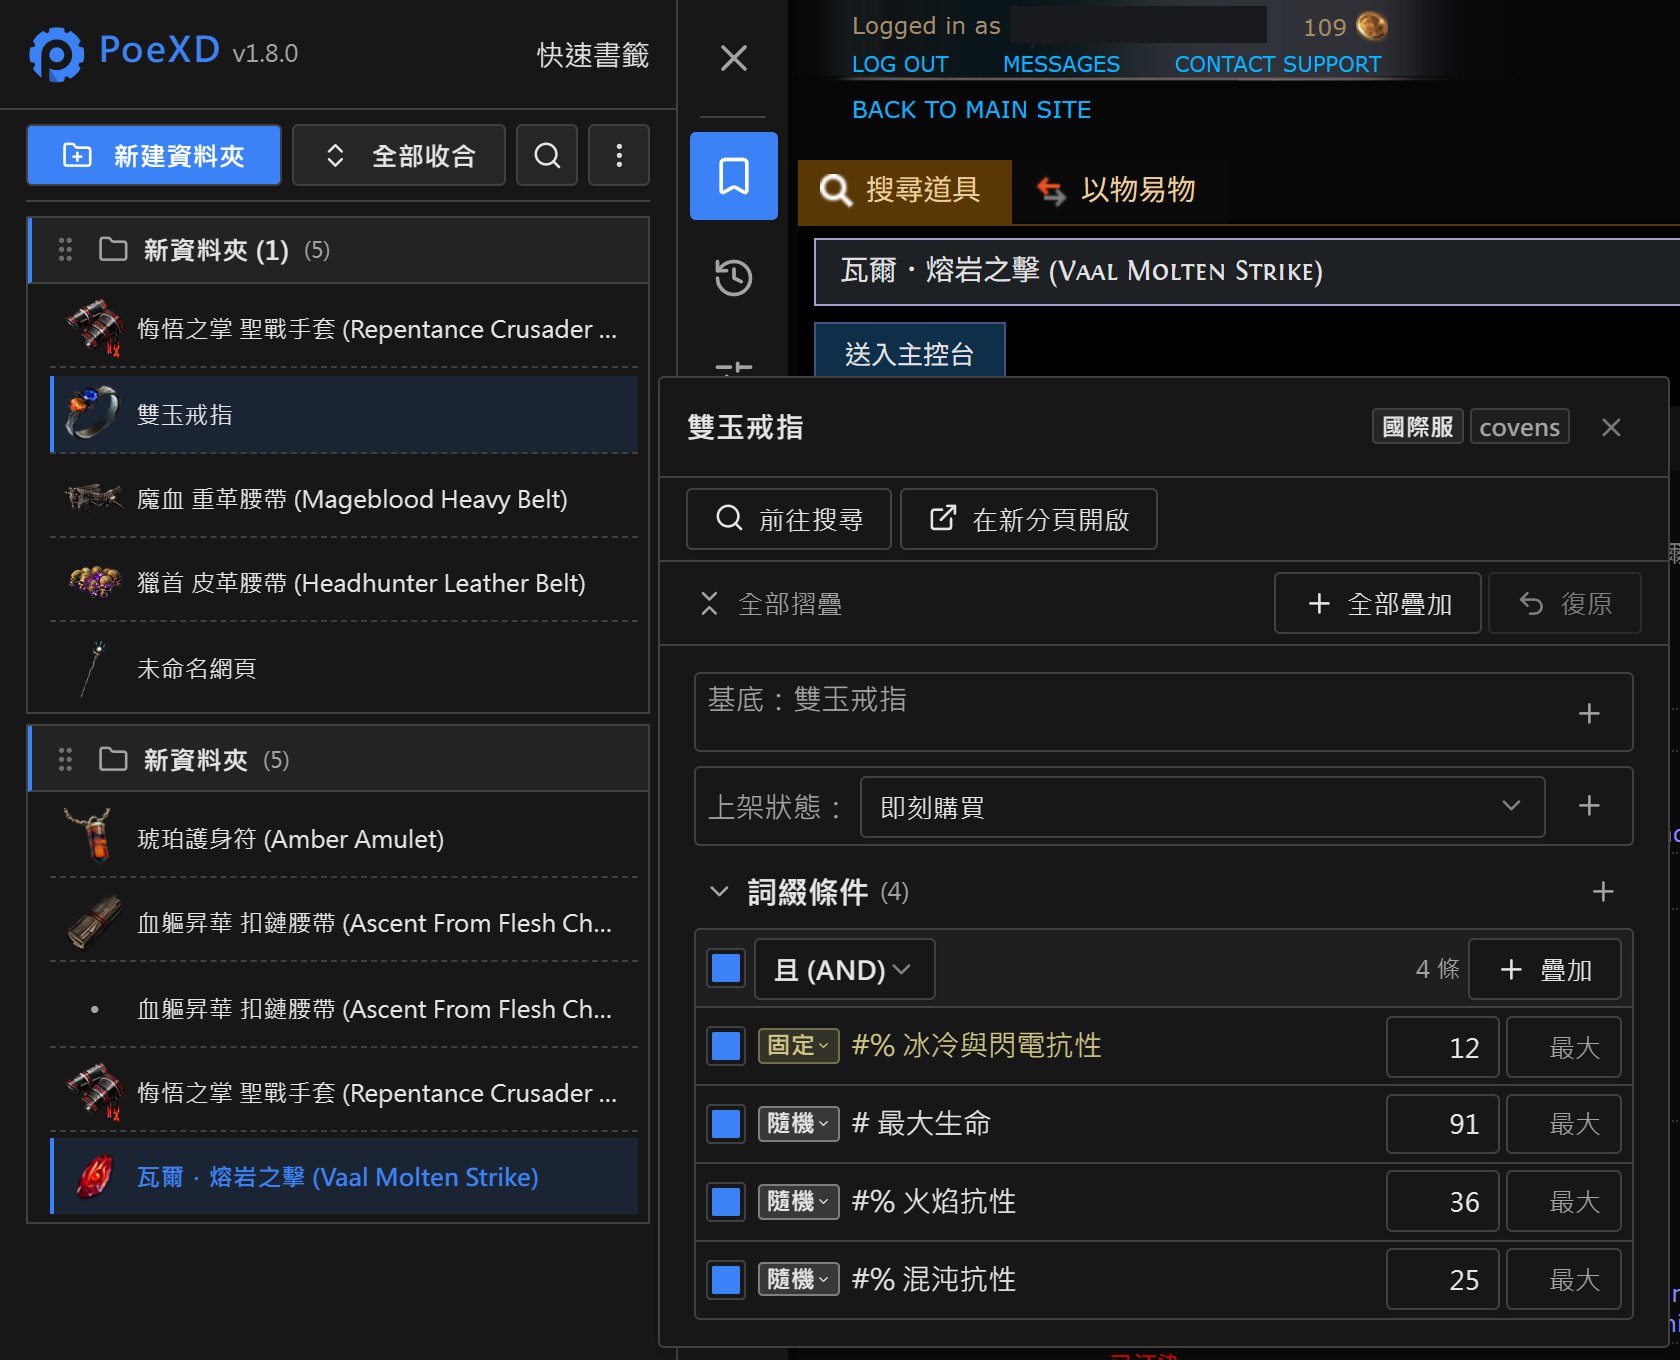 PoeXD v1.8.0
快速書籤
新建資料夾
全部收合
新資料夾 (1) (5)
悔悟之掌 聖戰手套 (Repentance Crusader ...
雙玉戒指
魔血 重革腰帶 (Mageblood Heavy Belt)
獵首 皮革腰帶 (Headhunter Leather Belt)
未命名網頁
新資料夾 (5)
琥珀護身符 (Amber Amulet)
血軀昇華 扣鏈腰帶 (Ascent From Flesh Ch...
血軀昇華 扣鏈腰帶 (Ascent From Flesh Ch...
悔悟之掌 聖戰手套 (Repentance Crusader ...
瓦爾．熔岩之擊 (Vaal Molten Strike)
Logged in as
109
LOG OUT MESSAGES CONTACT SUPPORT
BACK TO MAIN SITE
搜尋道具 以物易物
瓦爾．熔岩之擊 (Vaal Molten Strike)
送入主控台
雙玉戒指 國際服 covens
前往搜尋 在新分頁開啟
全部摺疊 全部疊加 復原
基底：雙玉戒指
上架狀態： 即刻購買
詞綴條件 (4)
且 (AND) 4 條 疊加
固定 #% 冰冷與閃電抗性 12 最大
隨機 # 最大生命 91 最大
隨機 #% 火焰抗性 36 最大
隨機 #% 混沌抗性 25 最大